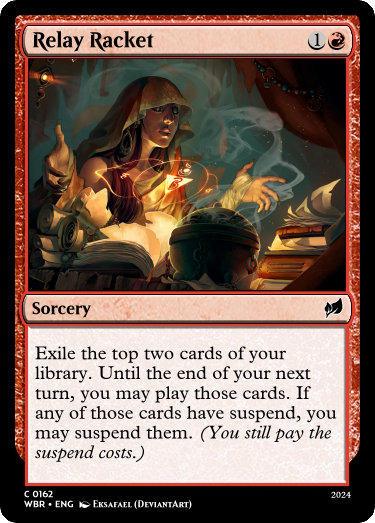 Relay Racket 1
Sorcery
Exile the top two cards of your
library. Until the end of your next
turn, you may play those cards. If
any of those cards have suspend, you
may suspend them. (You still pay the
suspend costs.)
C 0162 2024
WBR • ENG EKSAFAEL (DEVIANTART)